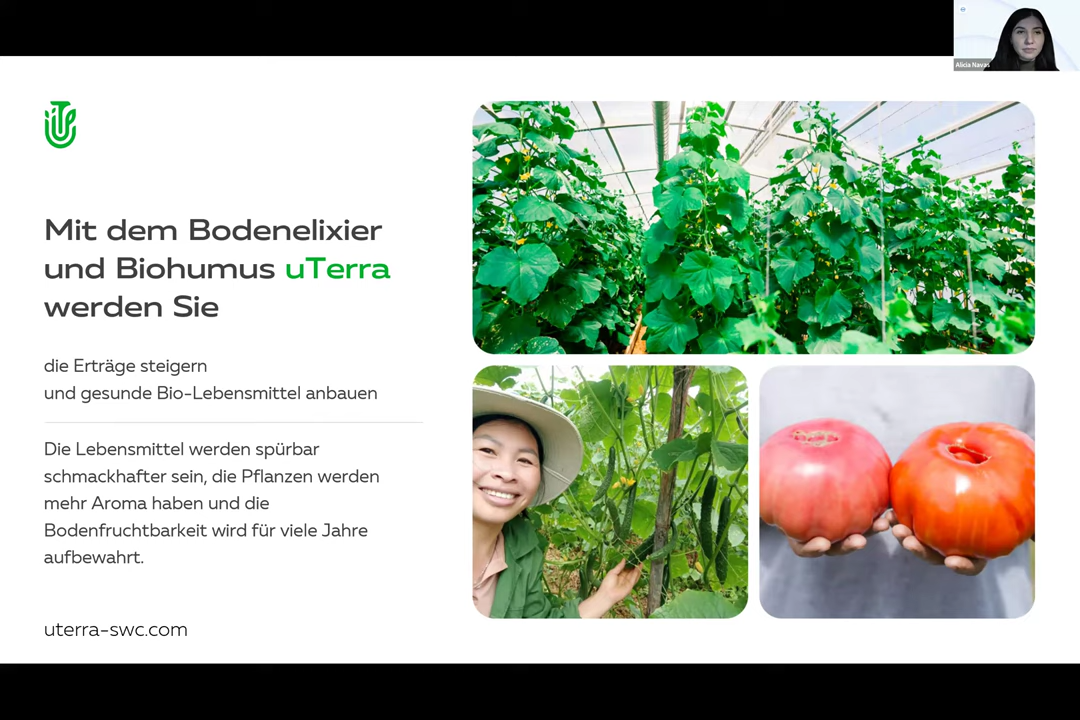 Alicia Navas
Mit dem Bodenelixier
und Biohumus uTerra
werden Sie
die Erträge steigern
und gesunde Bio-Lebensmittel anbauen
Die Lebensmittel werden spürbar
schmackhafter sein, die Pflanzen werden
mehr Aroma haben und die
Bodenfruchtbarkeit wird für viele Jahre
aufbewahrt.
uterra-swc.com